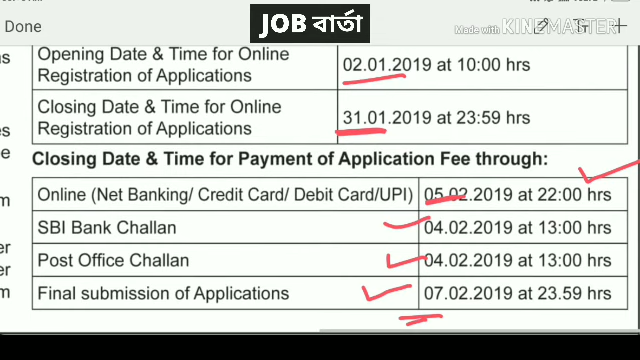 JOB বার্তা
Done
Made with KINEMASTER
Opening Date & Time for Online
Registration of Applications
02.01.2019 at 10:00 hrs
Closing Date & Time for Online
Registration of Applications
31.01.2019 at 23:59 hrs
Closing Date & Time for Payment of Application Fee through:
Online (Net Banking/ Credit Card/ Debit Card/UPI) 05.02.2019 at 22:00 hrs
SBI Bank Challan 04.02.2019 at 13:00 hrs
Post Office Challan 04.02.2019 at 13:00 hrs
Final submission of Applications 07.02.2019 at 23.59 hrs